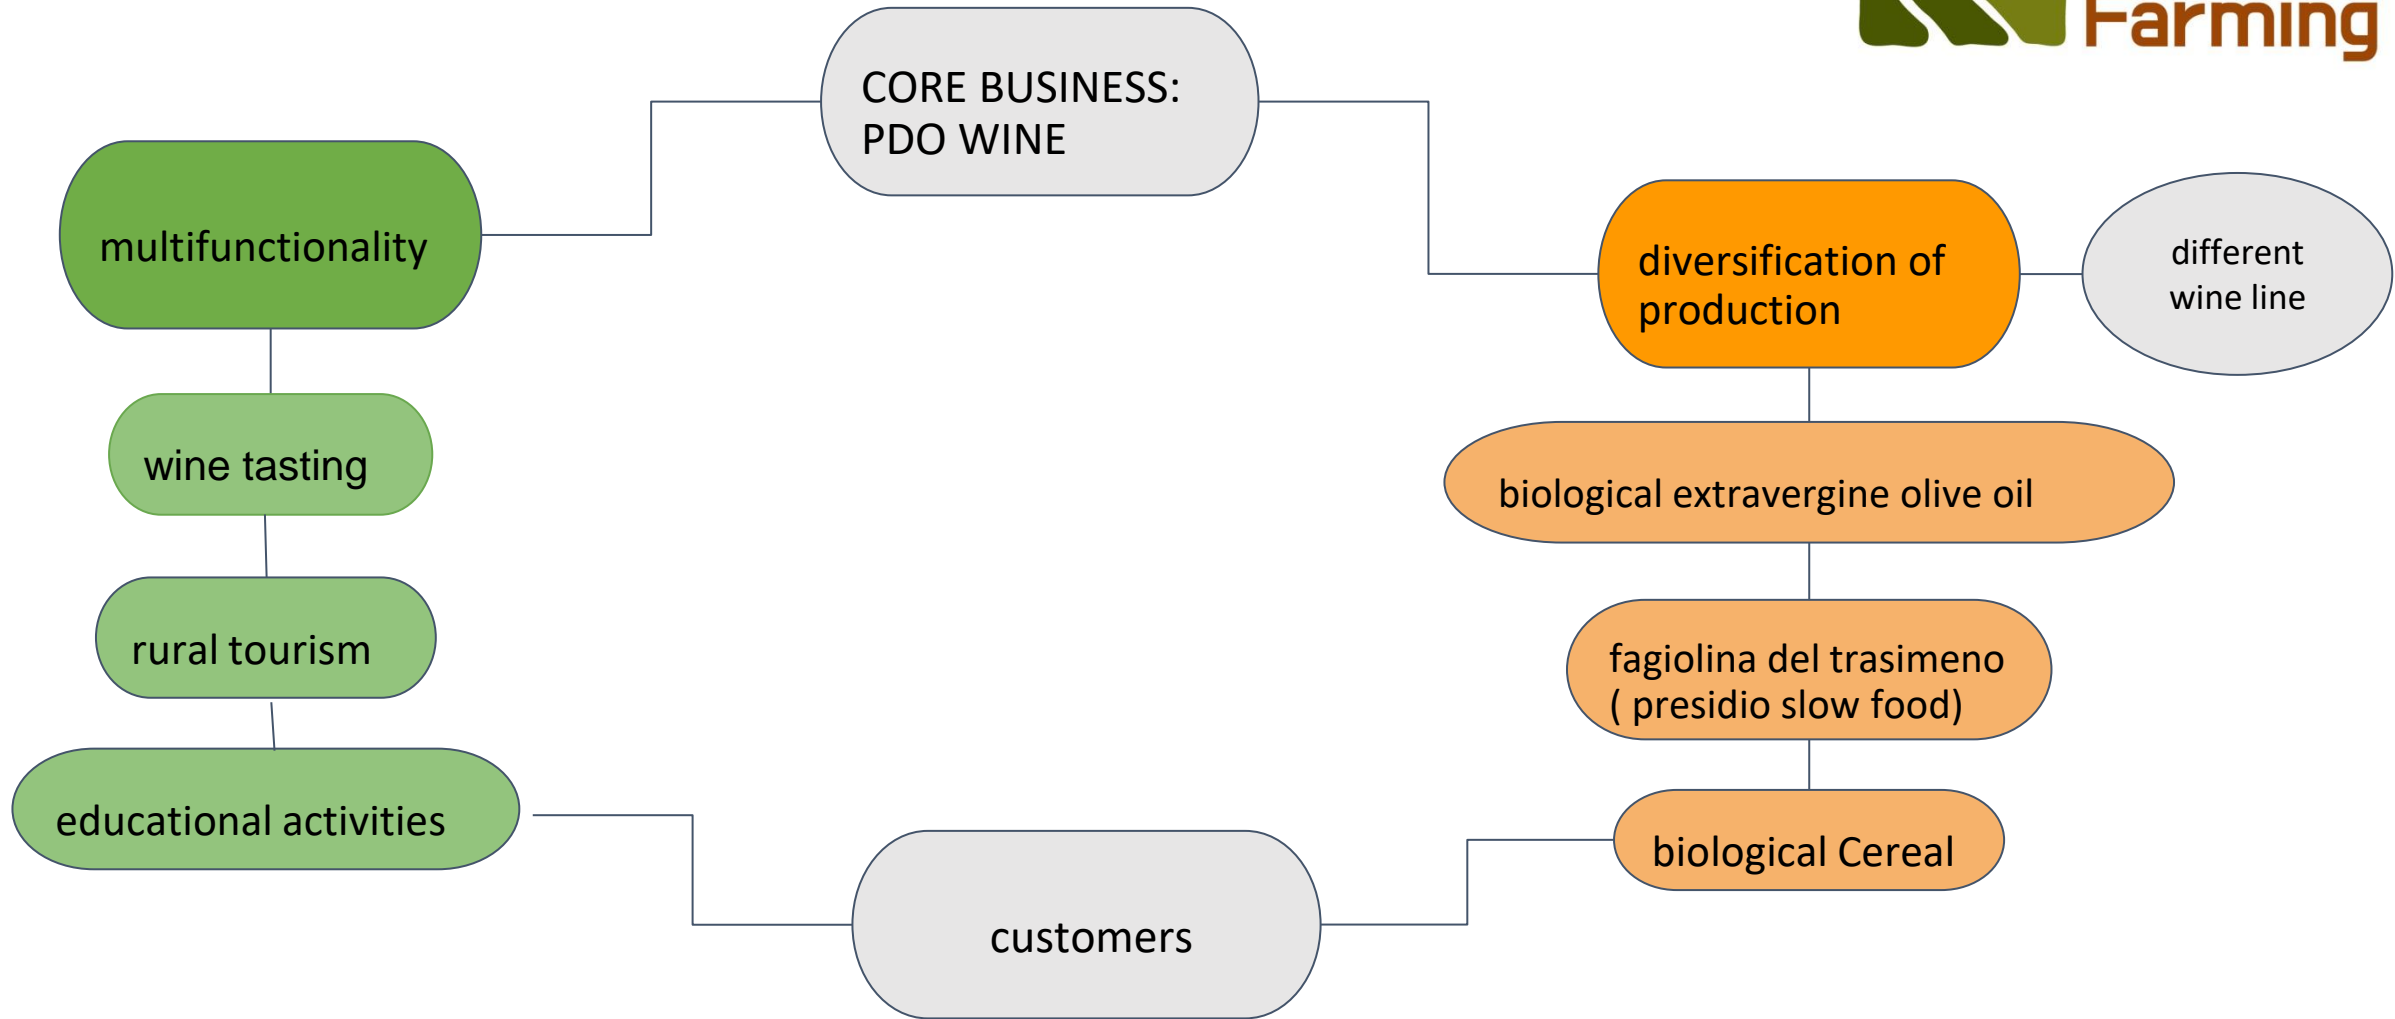 Farming
CORE BUSINESS:
PDO WINE
multifunctionality
wine tasting
rural tourism
educational activities
diversification of
production
different
wine line
biological extravergine olive oil
fagiolina del trasimeno
( presidio slow food)
biological Cereal
customers